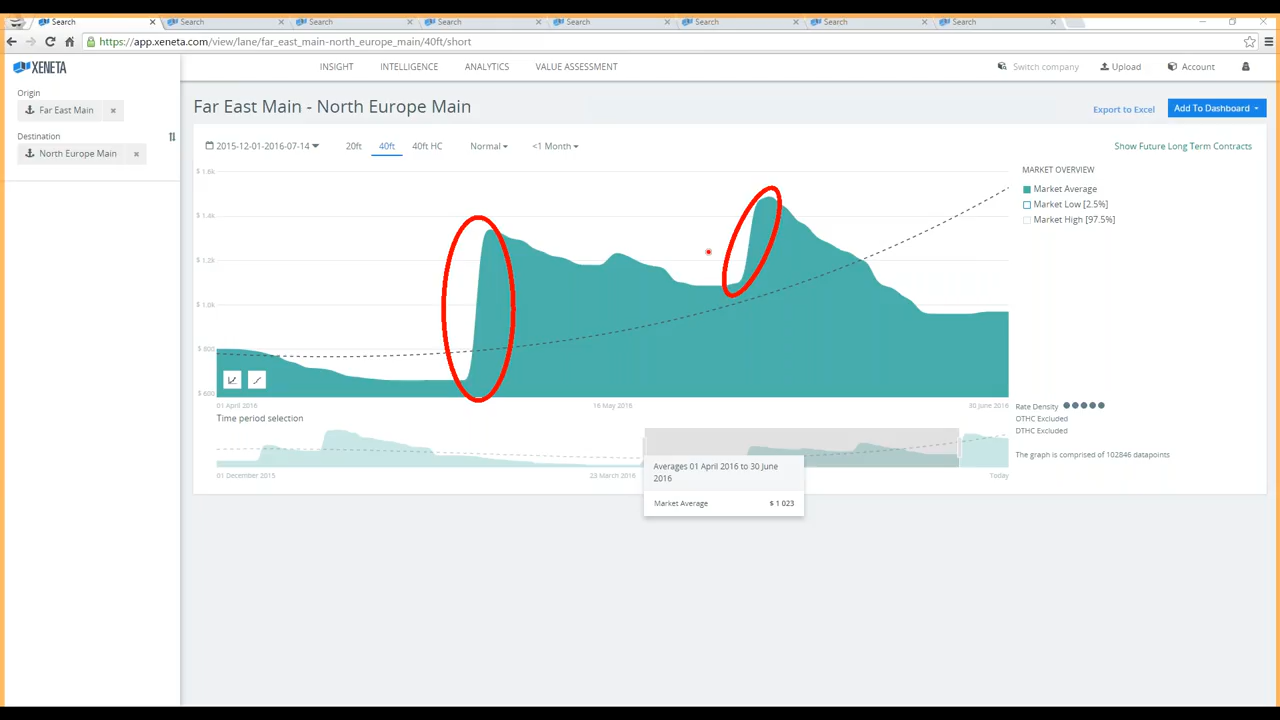 Search Search Search Search Search Search Search Search
https://app.xeneta.com/view/lane/far_east_main-north_europe_main/40ft/short
XENETA
INSIGHT INTELLIGENCE ANALYTICS VALUE ASSESSMENT
Switch company Upload Account
Origin
Far East Main ×
Destination
North Europe Main ×
Far East Main - North Europe Main
Export to Excel
Add To Dashboard
2015-12-01-2016-07-14 20ft 40ft 40ft HC Normal <1 Month
Show Future Long Term Contracts
MARKET OVERVIEW
Market Average
Market Low [2.5%]
Market High [97.5%]
$ 1.6k
$ 1.4k
$ 1.2k
$ 1.0k
$ 800
$ 600
01 April 2016 16 May 2016 30 June 2016
Rate Density
OTHC Excluded
DTHC Excluded
The graph is comprised of 102846 datapoints
Time period selection
01 December 2015 23 March 2016 Today
Averages 01 April 2016 to 30 June
2016
Market Average $ 1 023